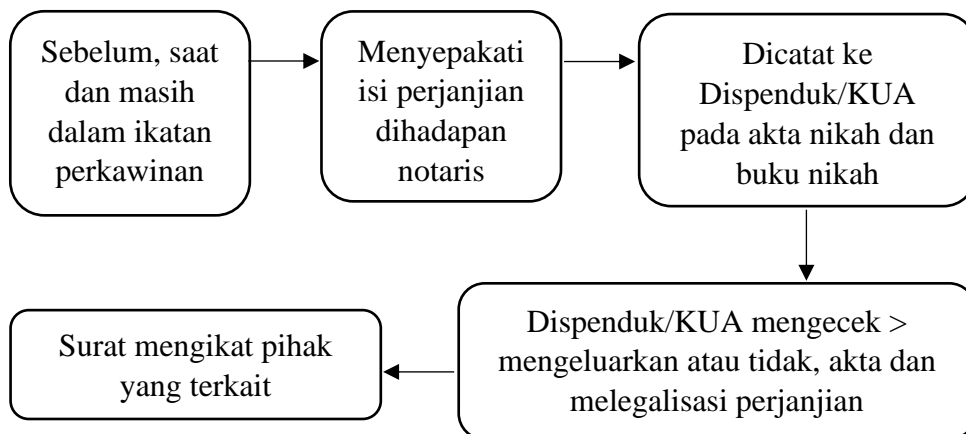 Sebelum, saat
dan masih
dalam ikatan
perkawinan
Menyepakati
isi perjanjian
dihadapan
notaris
Dicatat ke
Dispenduk/KUA
pada akta nikah dan
buku nikah
Dispenduk/KUA mengecek >
mengeluarkan atau tidak, akta dan
melegalisasi perjanjian
Surat mengikat pihak
yang terkait